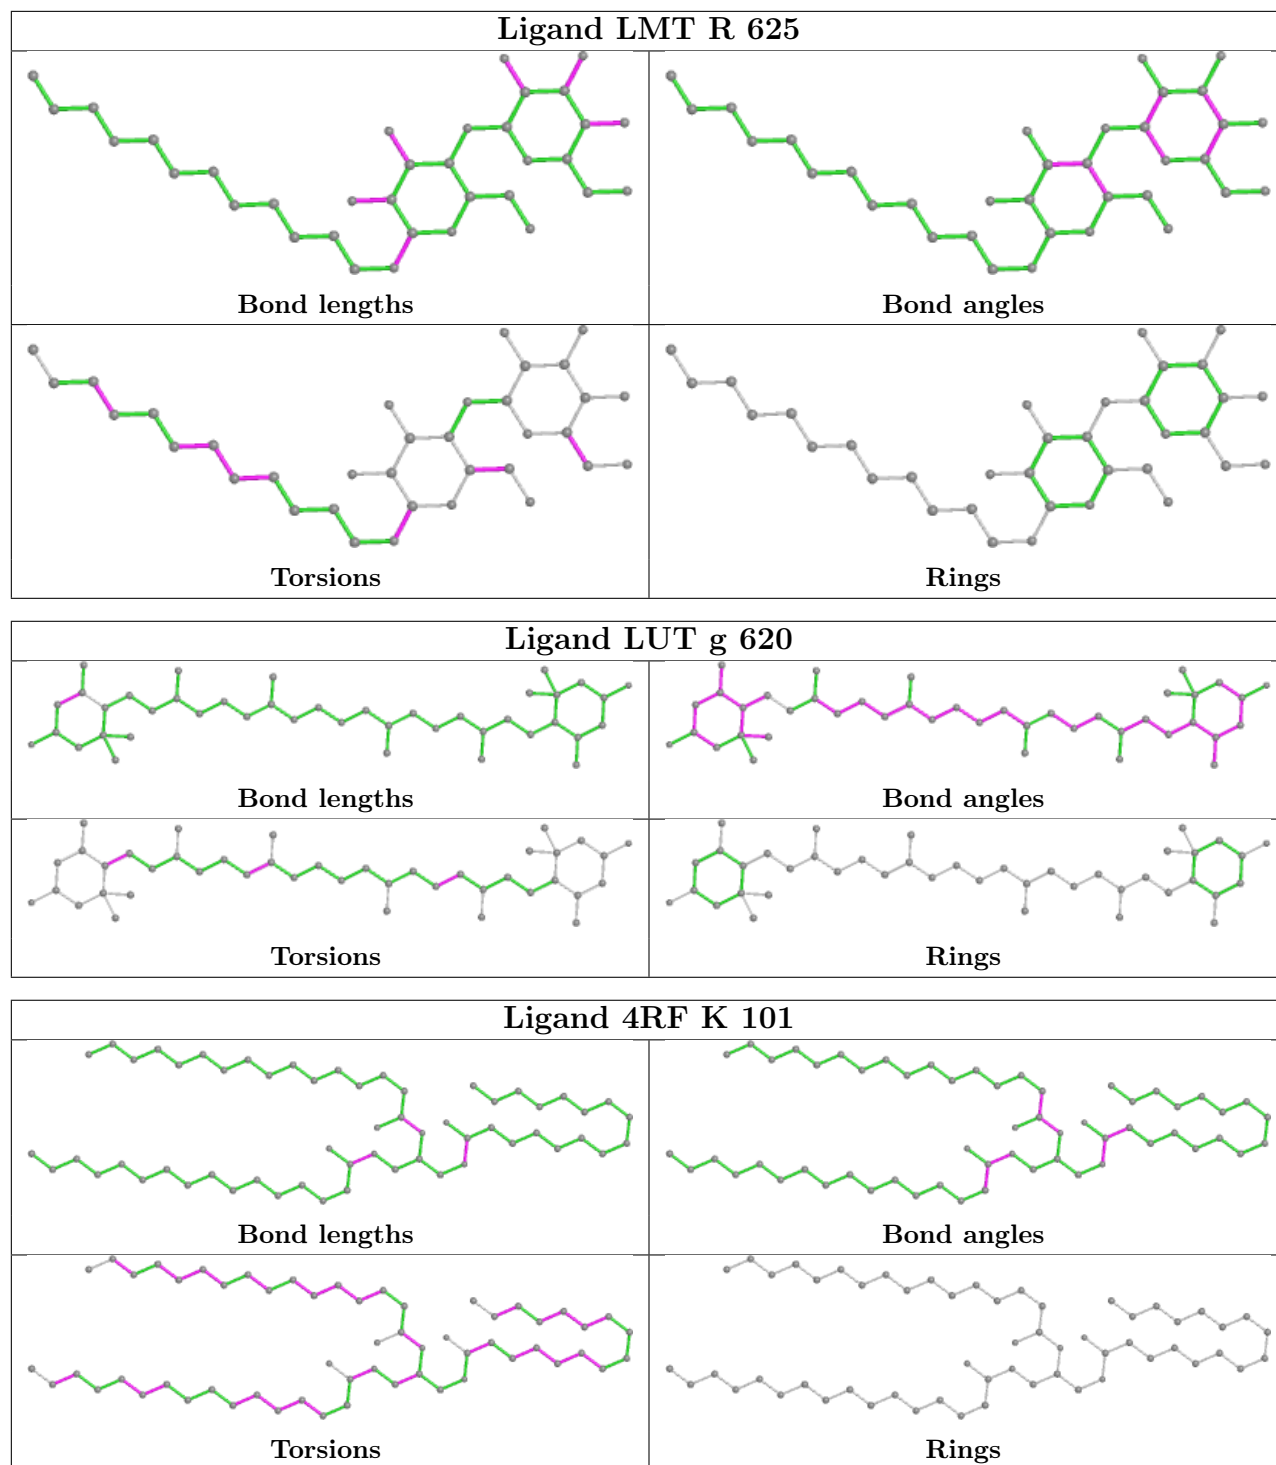 Ligand LMT R 625
Bond lengths
Bond angles
Torsions
Rings
Ligand LUT g 620
Bond lengths
Bond angles
Torsions
Rings
Ligand 4RF K 101
Bond lengths
Bond angles
Torsions
Rings